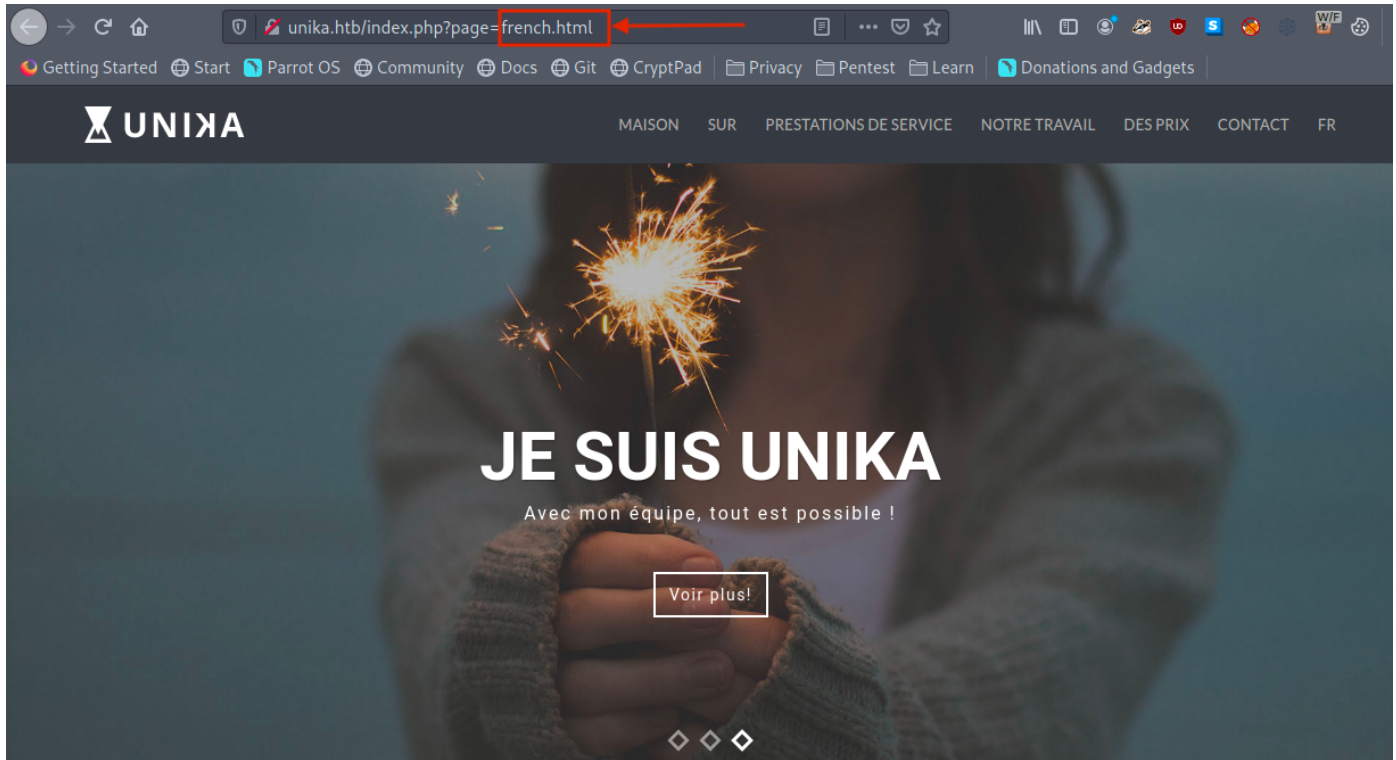 unika.htb/index.php?page=french.html
Getting Started Start Parrot OS Community Docs Git CryptPad Privacy Pentest Learn Donations and Gadgets
UNIKA MAISON SUR PRESTATIONS DE SERVICE NOTRE TRAVAIL DES PRIX CONTACT FR
JE SUIS UNIKA
Avec mon équipe, tout est possible !
Voir plus!